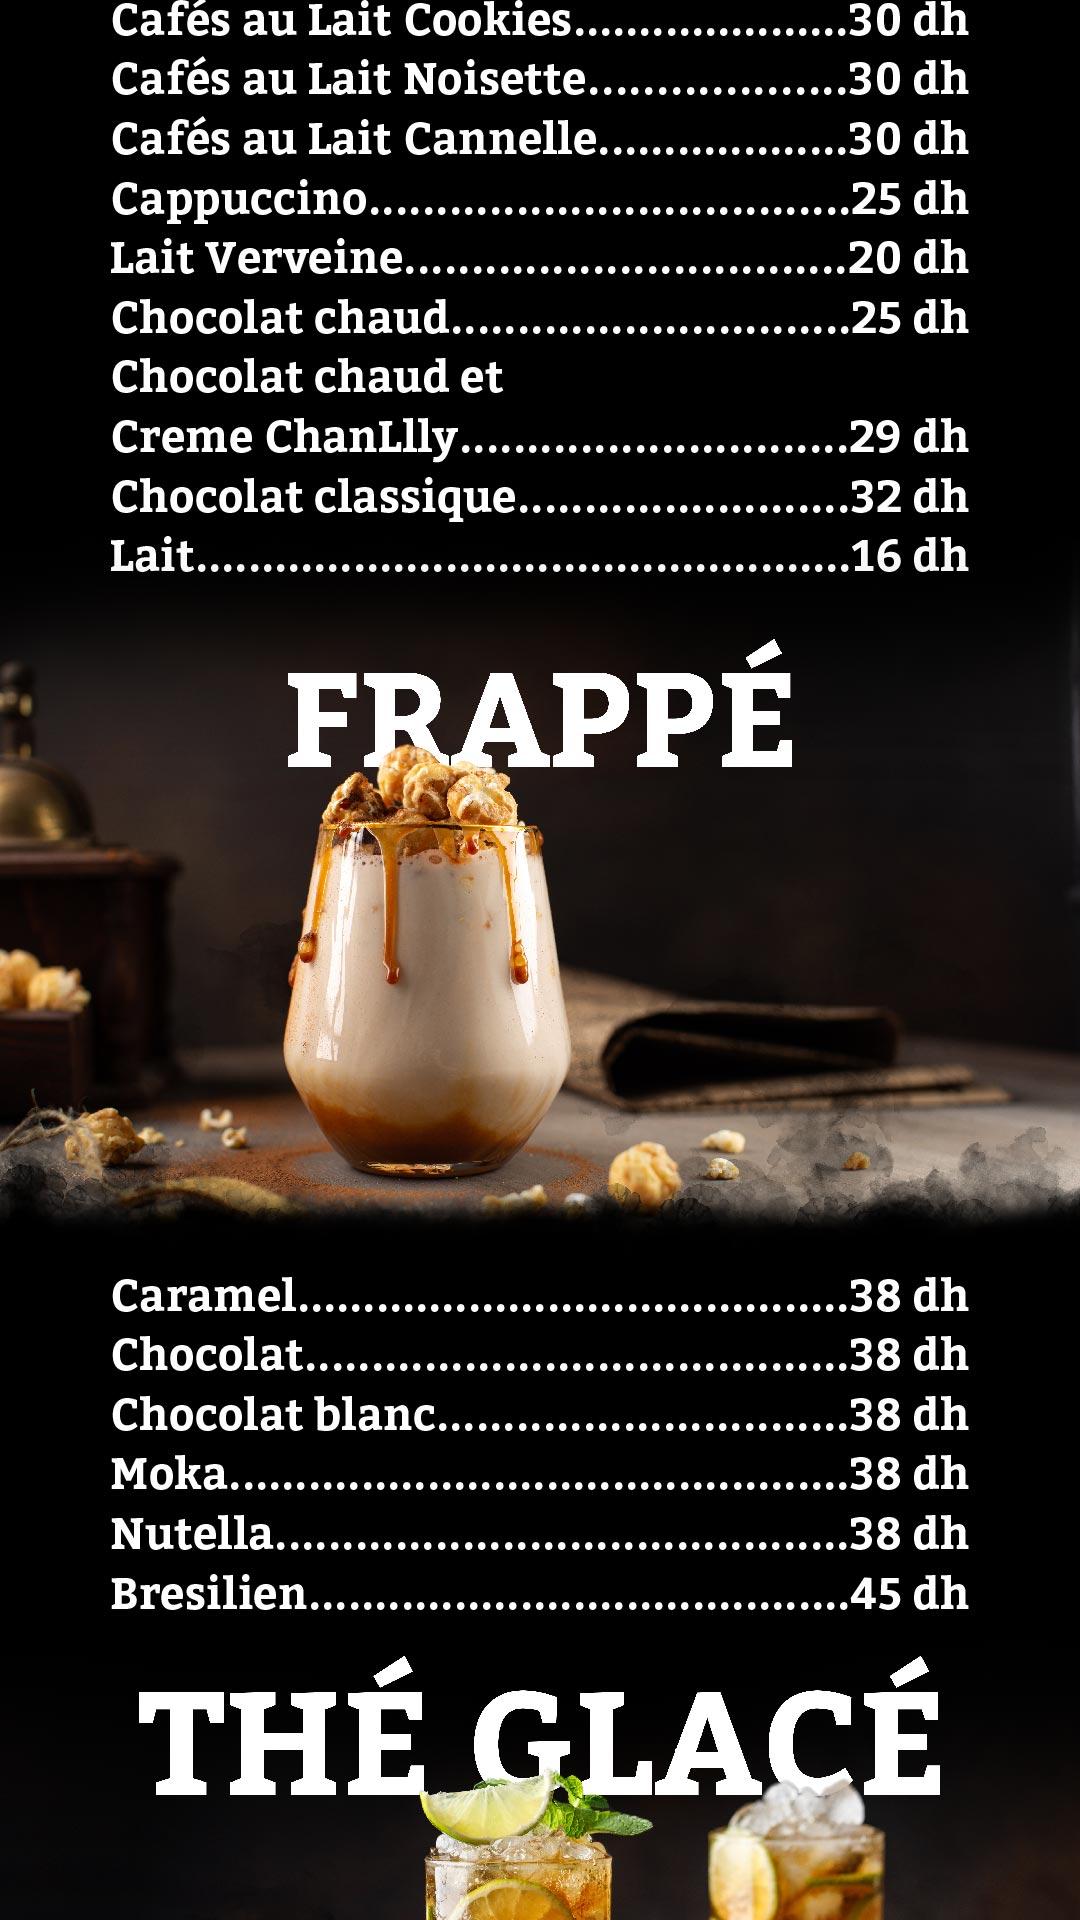 Cafés au Lait Cookies.....................30 dh
Cafés au Lait Noisette...................30 dh
Cafés au Lait Cannelle...................30 dh
Cappuccino....................................25 dh
Lait Verveine.................................20 dh
Chocolat chaud..............................25 dh
Chocolat chaud et
Creme ChanLlly.............................29 dh
Chocolat classique.........................32 dh
Lait.................................................16 dh
FRAPPÉ
Caramel.........................................38 dh
Chocolat.........................................38 dh
Chocolat blanc...............................38 dh
Moka..............................................38 dh
Nutella...........................................38 dh
Bresilien.........................................45 dh
THÉ GLACÉ